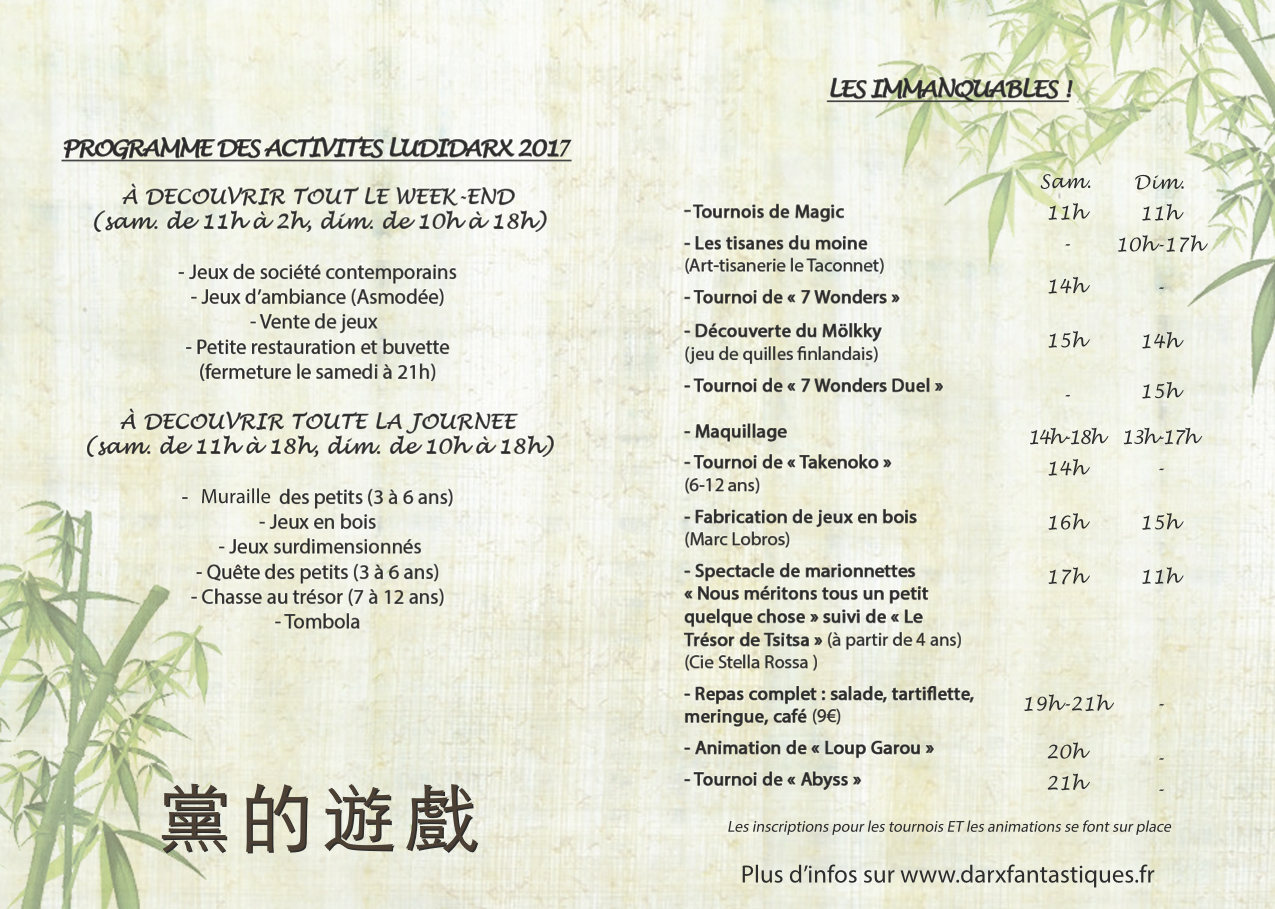 PROGRAMME DES ACTIVITES LUDIDARX 2017
À DECOUVRIR TOUT LE WEEK-END
(sam. de 11h à 2h, dim. de 10h à 18h)
- Jeux de société contemporains
- Jeux d’ambiance (Asmodée)
- Vente de jeux
- Petite restauration et buvette
(fermeture le samedi à 21h)
À DECOUVRIR TOUTE LA JOURNEE
(sam. de 11h à 18h, dim. de 10h à 18h)
- Muraille des petits (3 à 6 ans)
- Jeux en bois
- Jeux surdimensionnés
- Quête des petits (3 à 6 ans)
- Chasse au trésor (7 à 12 ans)
- Tombola
黨的遊戲
LES IMMANQUABLES !
Sam. Dim.
- Tournois de Magic 11h 11h
- Les tisanes du moine - 10h-17h
(Art-tisanerie le Taconnet)
- Tournoi de « 7 Wonders » 14h -
- Découverte du Mölkky 15h 14h
(jeu de quilles finlandais)
- Tournoi de « 7 Wonders Duel » - 15h
- Maquillage 14h-18h 13h-17h
- Tournoi de « Takenoko » 14h -
(6-12 ans)
- Fabrication de jeux en bois 16h 15h
(Marc Lobros)
- Spectacle de marionnettes 17h 11h
« Nous méritons tous un petit
quelque chose » suivi de « Le
Trésor de Tsitsa » (à partir de 4 ans)
(Cie Stella Rossa )
- Repas complet : salade, tartiflette, 19h-21h -
meringue, café (9€)
- Animation de « Loup Garou » 20h -
- Tournoi de « Abyss » 21h -
Les inscriptions pour les tournois ET les animations se font sur place
Plus d’infos sur www.darxfantastiques.fr